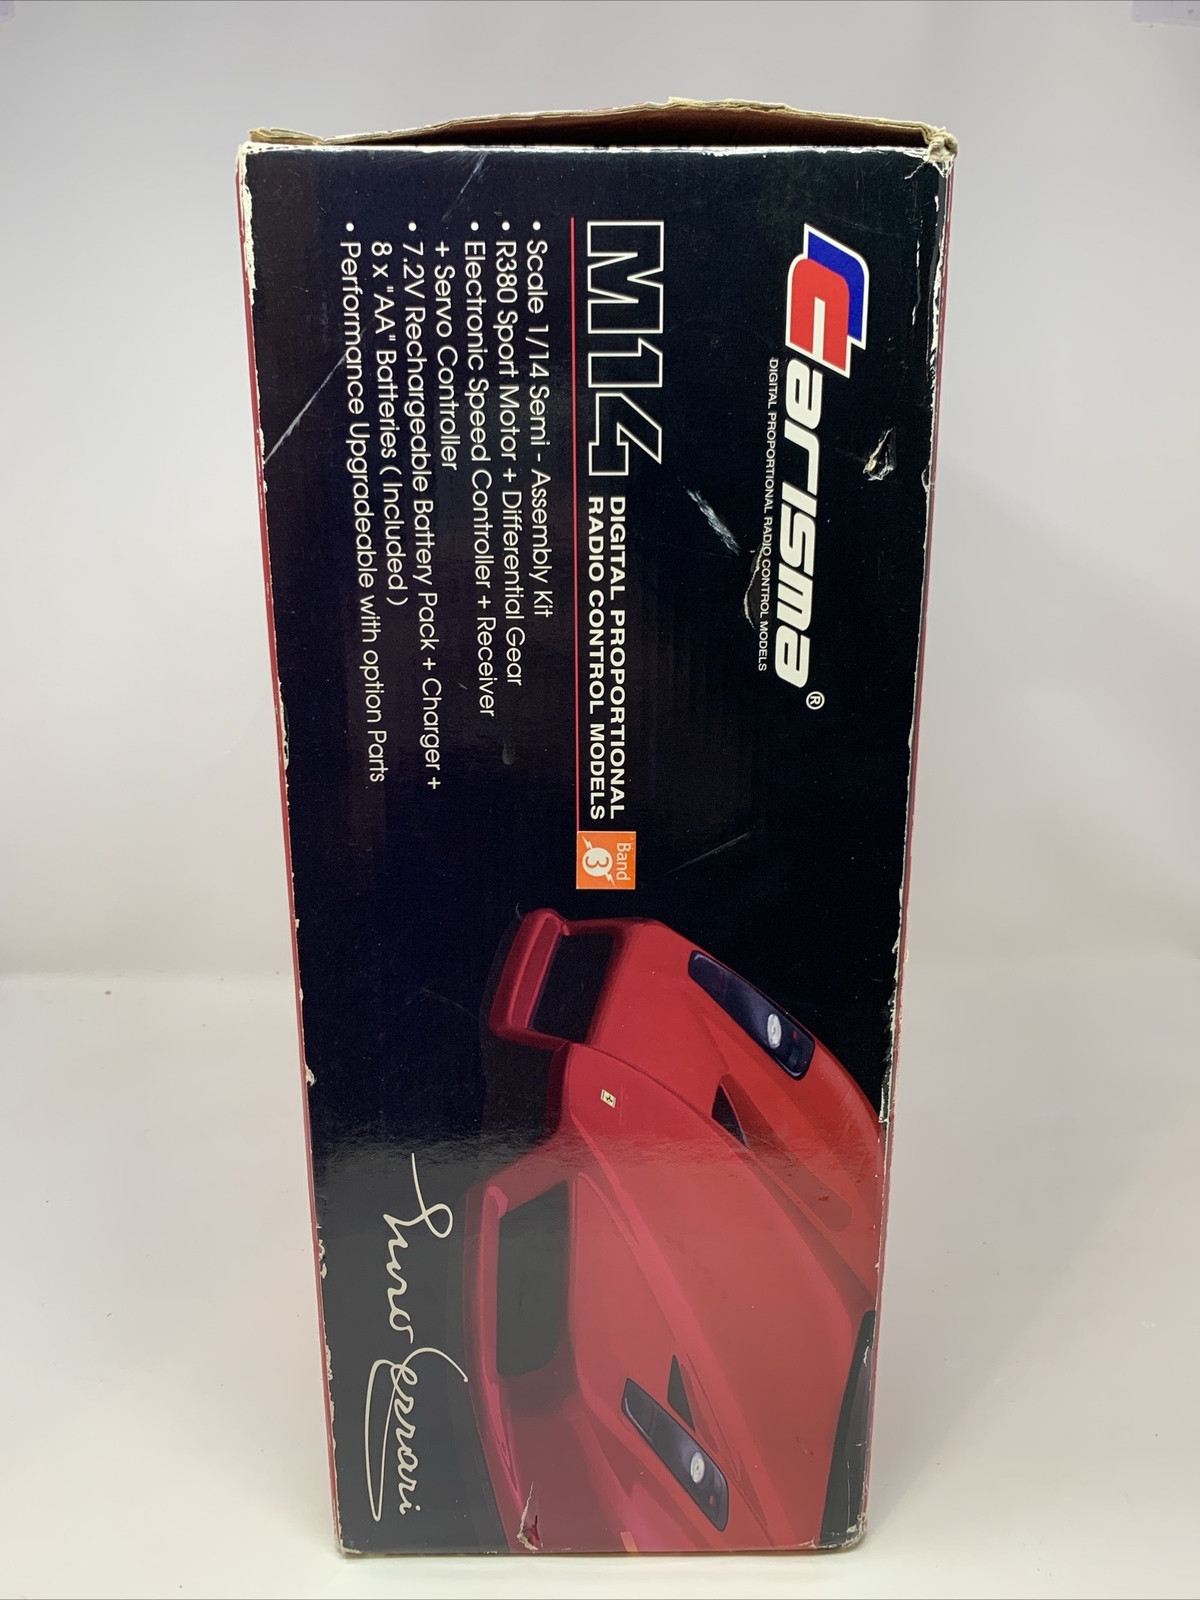 Carisma®
DIGITAL PROPORTIONAL RADIO CONTROL MODELS
M14 DIGITAL PROPORTIONAL
RADIO CONTROL MODELS
Band
3
• Scale 1/14 Semi - Assembly Kit
• R380 Sport Motor + Differential Gear
• Electronic Speed Controller + Receiver
+ Servo Controller
• 7.2V Rechargeable Battery Pack + Charger +
8 x "AA" Batteries ( Included )
• Performance Upgradeable with option Parts
Enzo Ferrari